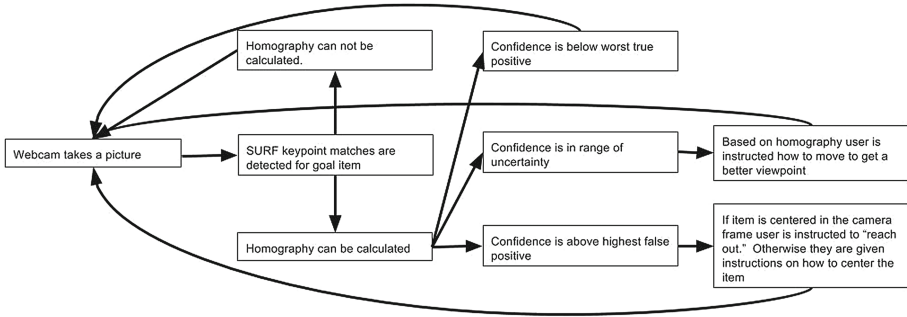 Homography can not be
calculated.
Confidence is below worst true
positive
Webcam takes a picture
SURF keypoint matches are
detected for goal item
Confidence is in range of
uncertainty
Based on homography user is
instructed how to move to get a
better viewpoint
Homography can be calculated
Confidence is above highest false
positive
If item is centered in the camera
frame user is instructed to “reach
out.”  Otherwise they are given
instructions on how to center the
item